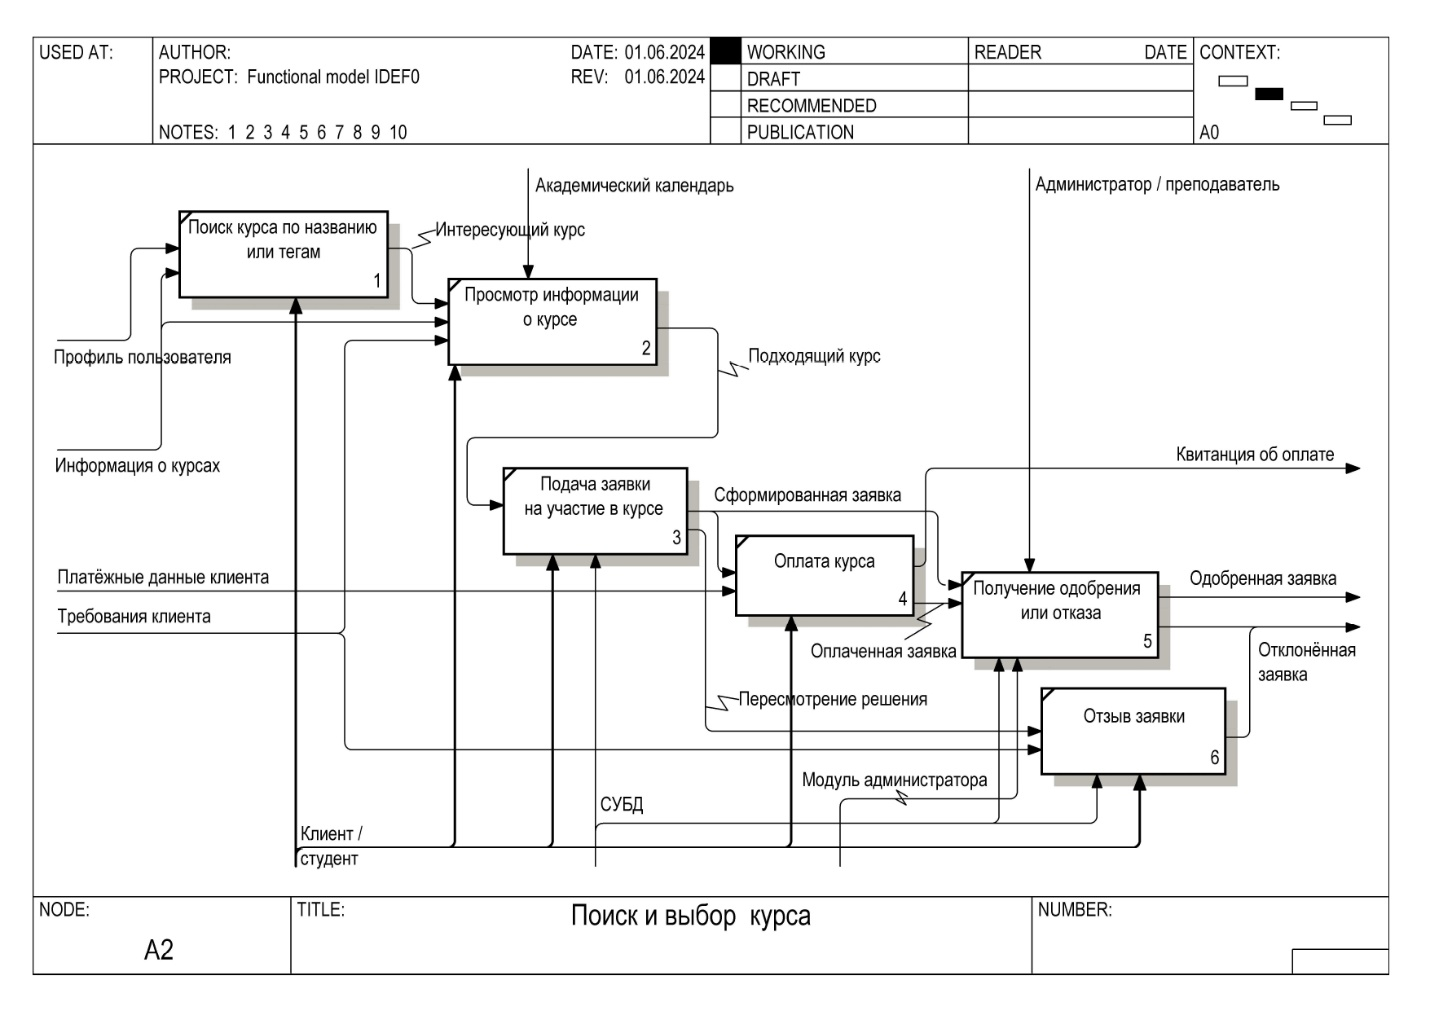 USED AT:
AUTHOR:
DATE: 01.06.2024
WORKING
READER
DATE
CONTEXT:
PROJECT: Functional model IDEF0
REV: 01.06.2024
DRAFT
RECOMMENDED
NOTES: 1 2 3 4 5 6 7 8 9 10
PUBLICATION
A0
Академический календарь
Администратор / преподаватель
Поиск курса по названию
или тегам
1
Интересующий курс
Просмотр информации
о курсе
2
Профиль пользователя
Подходящий курс
Информация о курсах
Квитанция об оплате
Подача заявки
на участие в курсе
3
Сформированная заявка
Оплата курса
4
Платёжные данные клиента
Требования клиента
Получение одобрения
или отказа
5
Одобренная заявка
Оплаченная заявка
Отклонённая
заявка
Пересмотрение решения
Отзыв заявки
6
Модуль администратора
СУБД
Клиент /
студент
NODE:
A2
TITLE:
Поиск и выбор курса
NUMBER: